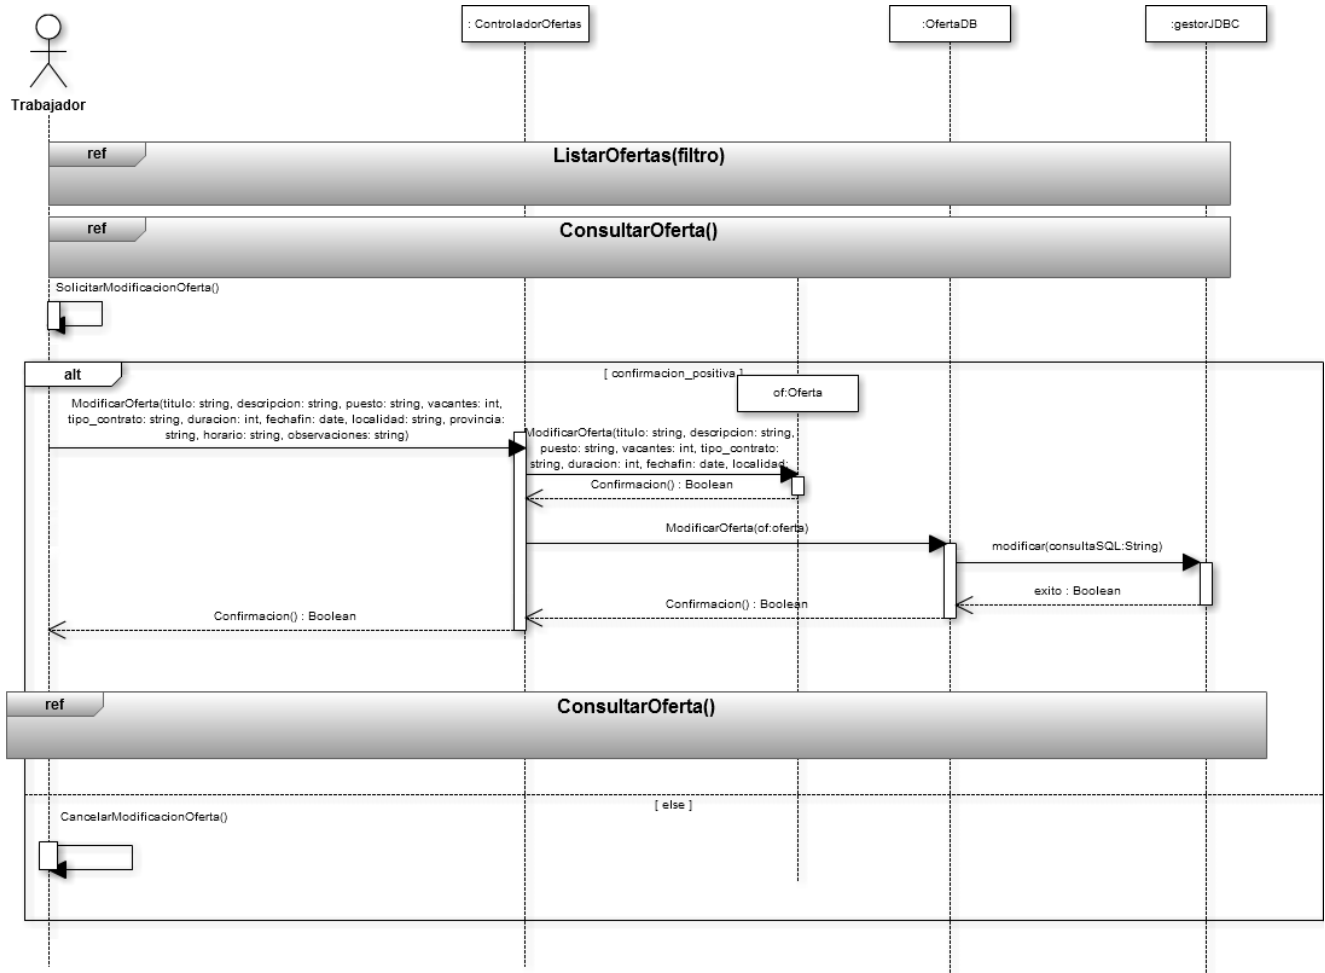 : ControladorOfertas
:OfertaDB
:gestorJDBC
Trabajador
ref
ListarOfertas(filtro)
ref
ConsultarOferta()
SolicitarModificacionOferta()
alt
[ confirmacion_positiva ]
of:Oferta
ModificarOferta(titulo: string, descripcion: string, puesto: string, vacantes: int,
tipo_contrato: string, duracion: int, fechafin: date, localidad: string, provincia:
string, horario: string, observaciones: string)
ModificarOferta(titulo: string, descripcion: string,
puesto: string, vacantes: int, tipo_contrato:
string, duracion: int, fechafin: date, localidad:
Confirmacion() : Boolean
ModificarOferta(of:oferta)
modificar(consultaSQL:String)
exito : Boolean
Confirmacion() : Boolean
Confirmacion() : Boolean
ref
ConsultarOferta()
[ else ]
CancelarModificacionOferta()